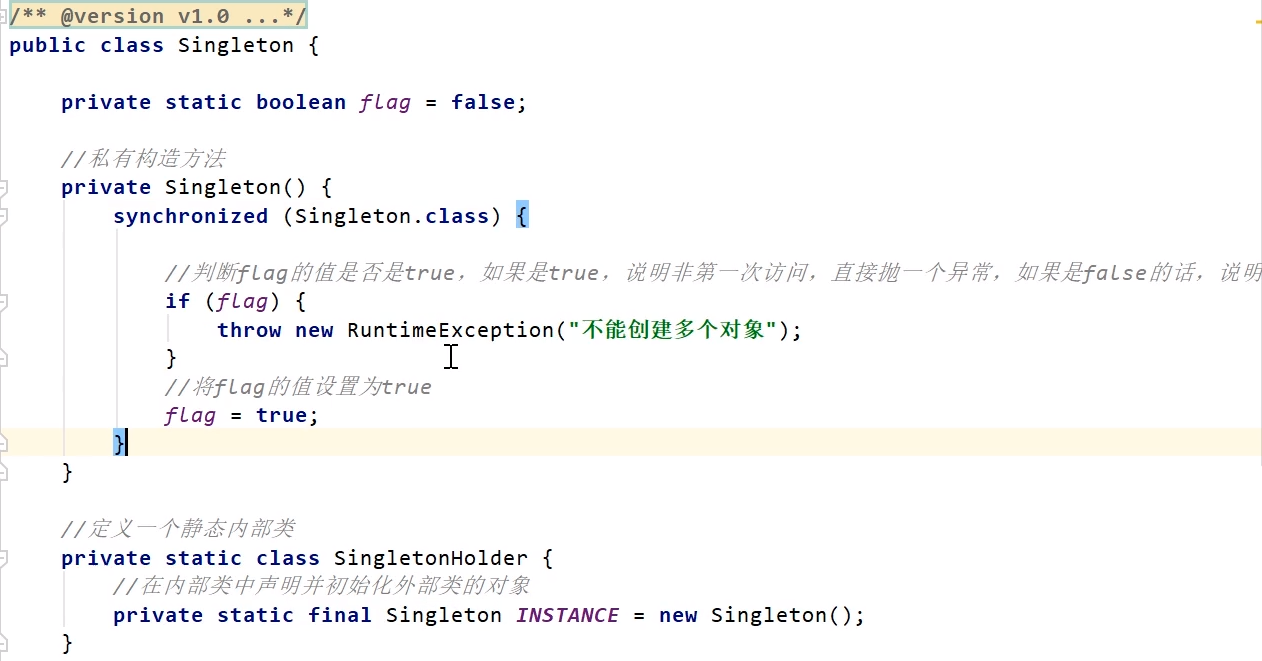 /** @version v1.0 ...*/
public class Singleton {
private static boolean flag = false;
//私有构造方法
private Singleton() {
synchronized (Singleton.class) {
//判断flag的值是否是true，如果是true，说明非第一次访问，直接抛一个异常，如果是false的话，说明
if (flag) {
throw new RuntimeException("不能创建多个对象");
}
//将flag的值设置为true
flag = true;
}
}
//定义一个静态内部类
private static class SingletonHolder {
//在内部类中声明并初始化外部类的对象
private static final Singleton INSTANCE = new Singleton();
}